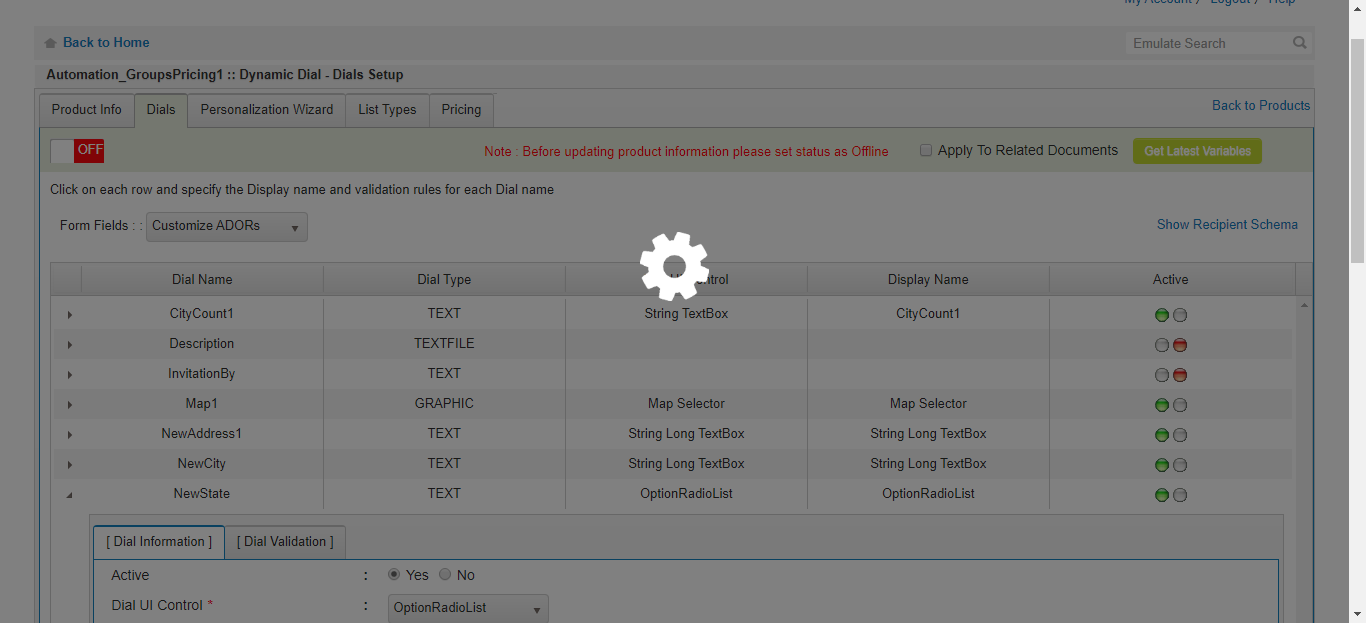 My Account / Logout / Help
Back to Home
Emulate Search
Automation_GroupsPricing1 :: Dynamic Dial - Dials Setup
Product Info Dials Personalization Wizard List Types Pricing
Back to Products
OFF
Note : Before updating product information please set status as Offline
Apply To Related Documents
Get Latest Variables
Click on each row and specify the Display name and validation rules for each Dial name
Form Fields : : Customize ADORs
Show Recipient Schema
Dial Name Dial Type Control Display Name Active
CityCount1 TEXT String TextBox CityCount1
Description TEXTFILE
InvitationBy TEXT
Map1 GRAPHIC Map Selector Map Selector
NewAddress1 TEXT String Long TextBox String Long TextBox
NewCity TEXT String Long TextBox String Long TextBox
NewState TEXT OptionRadioList OptionRadioList
[ Dial Information ] [ Dial Validation ]
Active : Yes No
Dial UI Control * : OptionRadioList